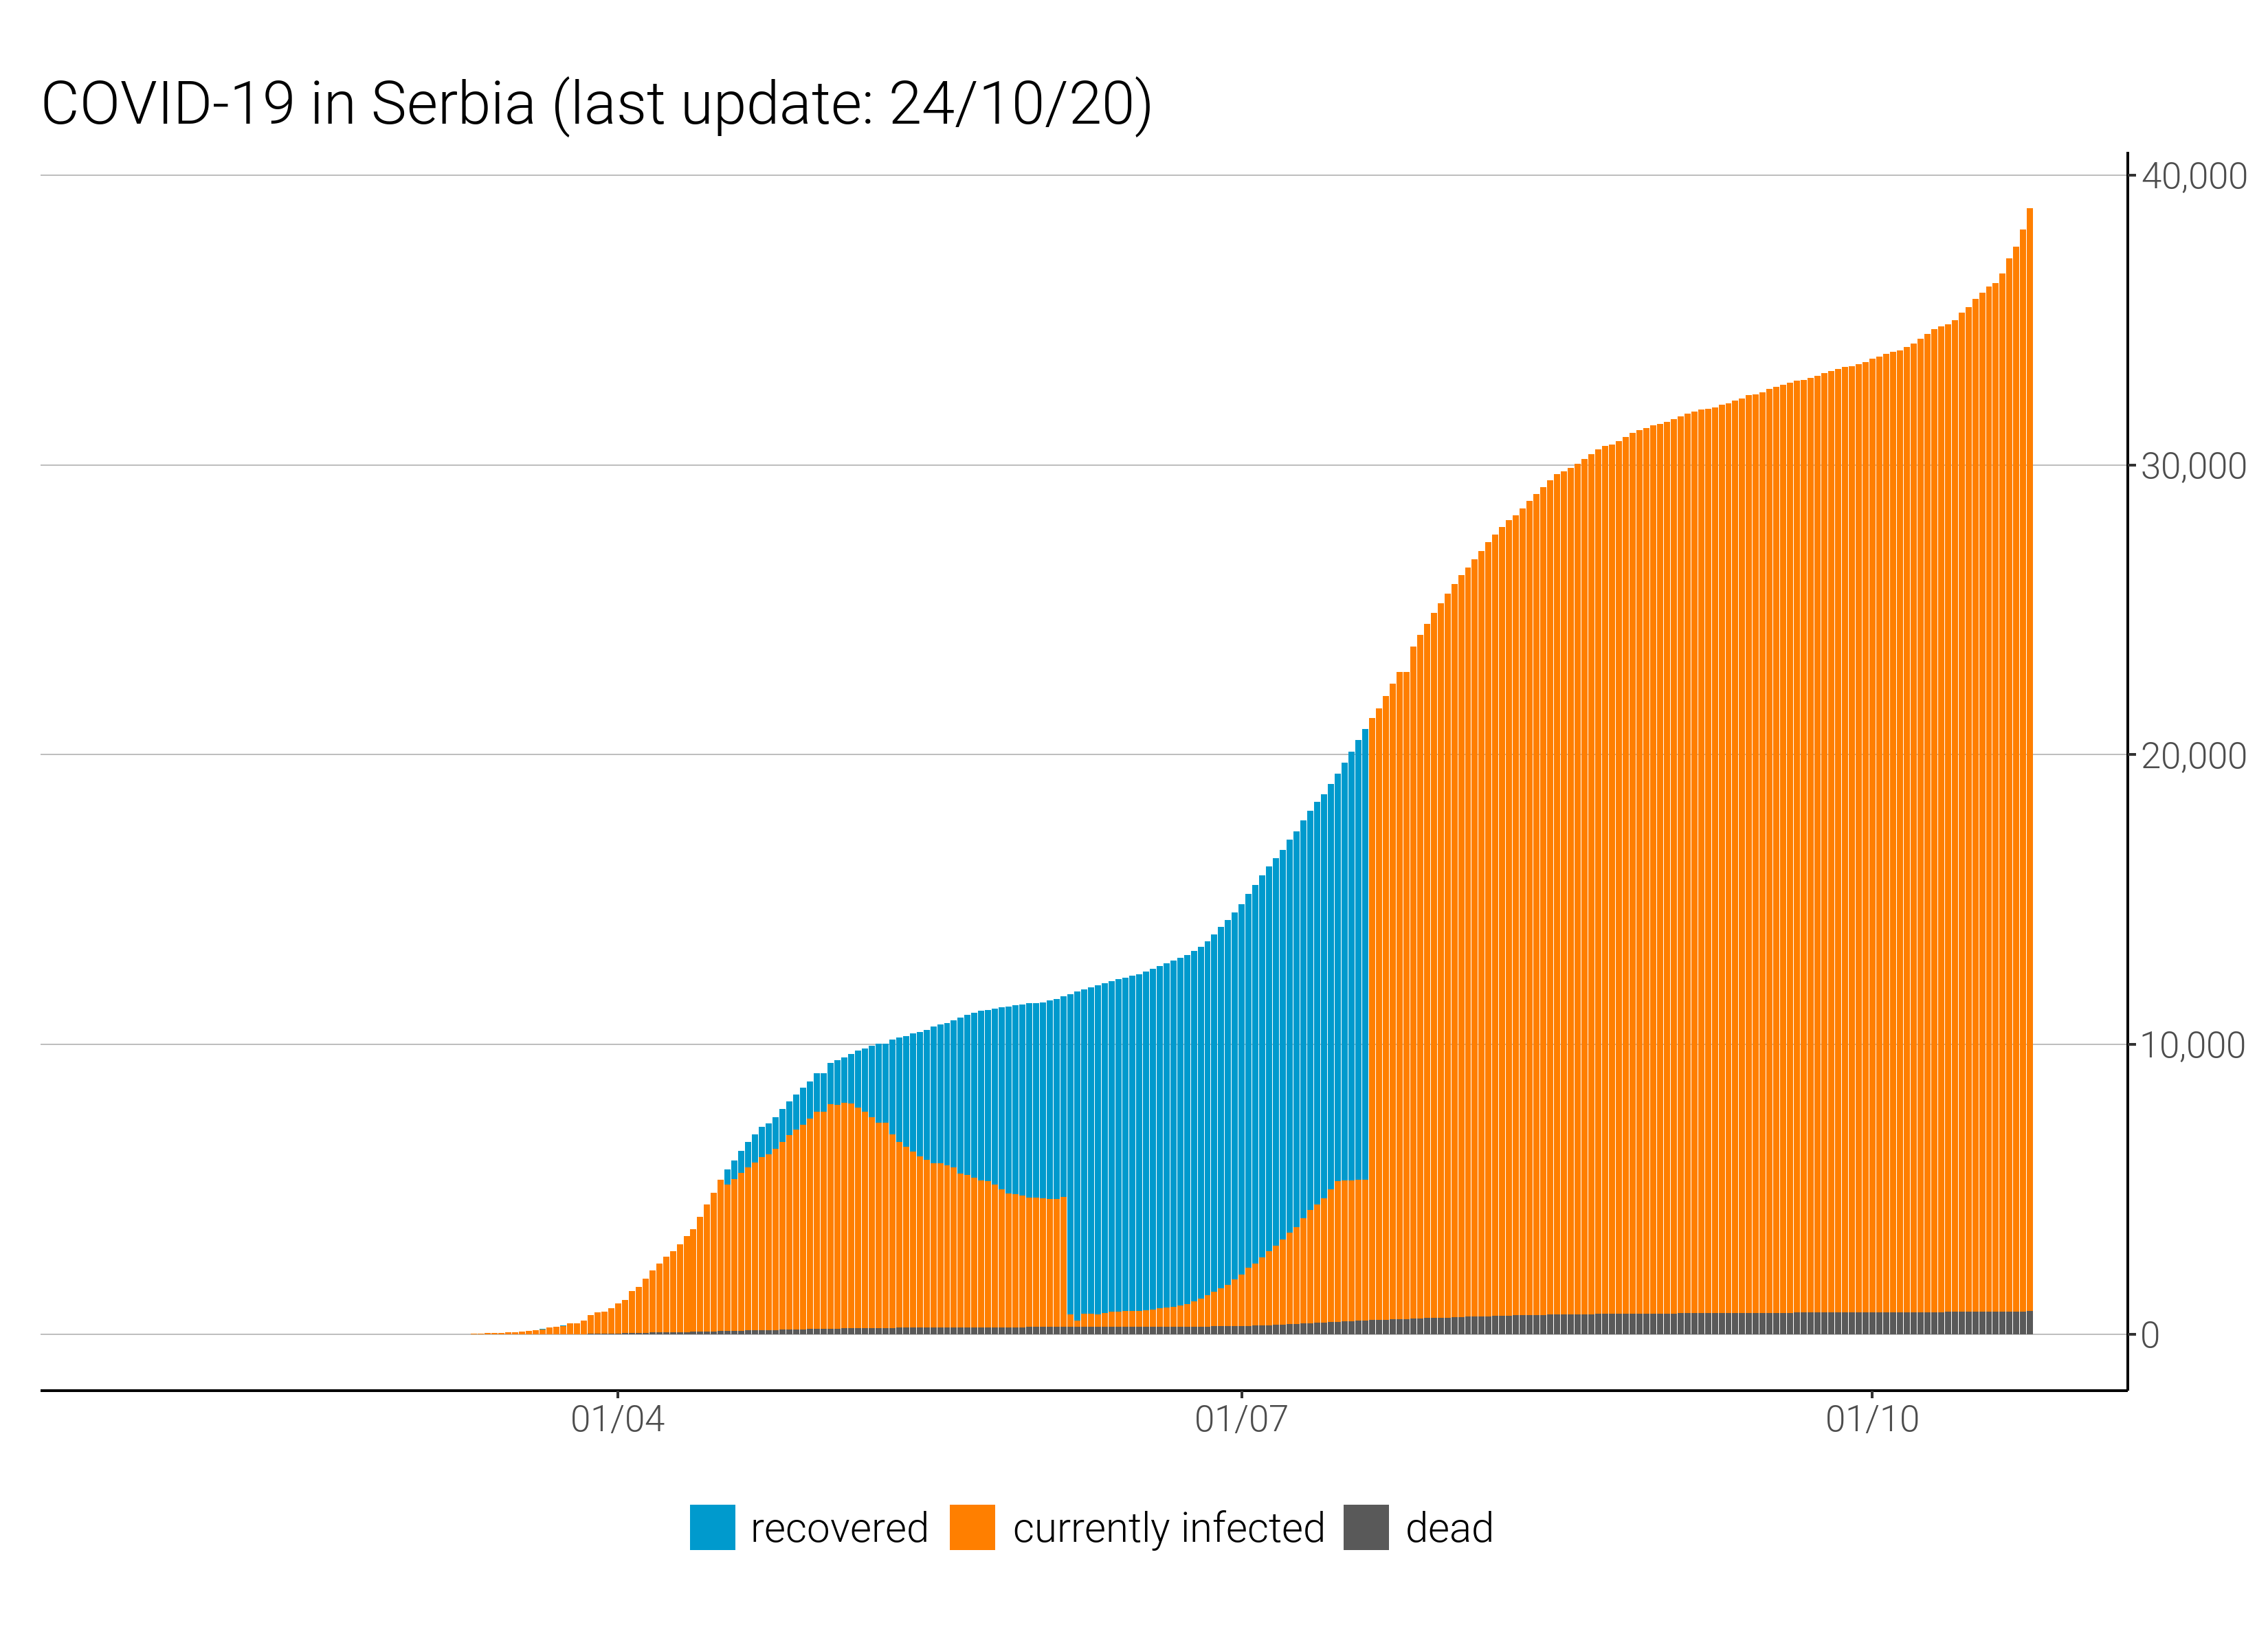 COVID-19 in Serbia (last update: 24/10/20)
40,000
30,000
20,000
10,000
0
01/04 01/07 01/10
recovered currently infected dead